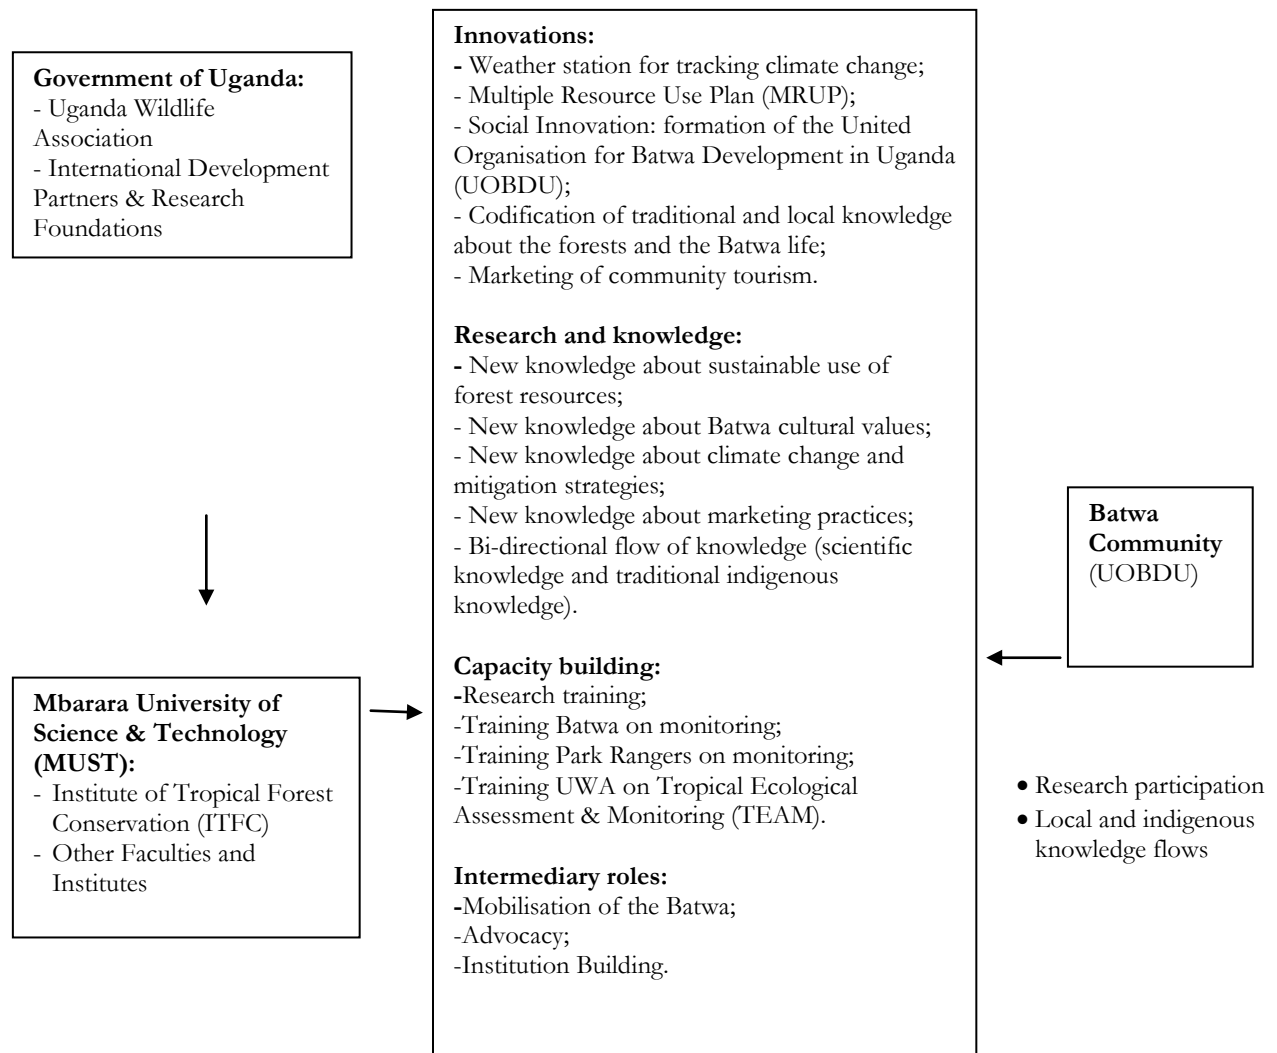 Government of Uganda:
- Uganda Wildlife
Association
- International Development
Partners & Research
Foundations
Mbarara University of
Science & Technology
(MUST):
- Institute of Tropical Forest
Conservation (ITFC)
- Other Faculties and
Institutes
Innovations:
- Weather station for tracking climate change;
- Multiple Resource Use Plan (MRUP);
- Social Innovation: formation of the United
Organisation for Batwa Development in Uganda
(UOBDU);
- Codification of traditional and local knowledge
about the forests and the Batwa life;
- Marketing of community tourism.
Research and knowledge:
- New knowledge about sustainable use of
forest resources;
- New knowledge about Batwa cultural values;
- New knowledge about climate change and
mitigation strategies;
- New knowledge about marketing practices;
- Bi-directional flow of knowledge (scientific
knowledge and traditional indigenous
knowledge).
Capacity building:
-Research training;
-Training Batwa on monitoring;
-Training Park Rangers on monitoring;
-Training UWA on Tropical Ecological
Assessment & Monitoring (TEAM).
Intermediary roles:
-Mobilisation of the Batwa;
-Advocacy;
-Institution Building.
Batwa
Community
(UOBDU)
• Research participation
• Local and indigenous
knowledge flows